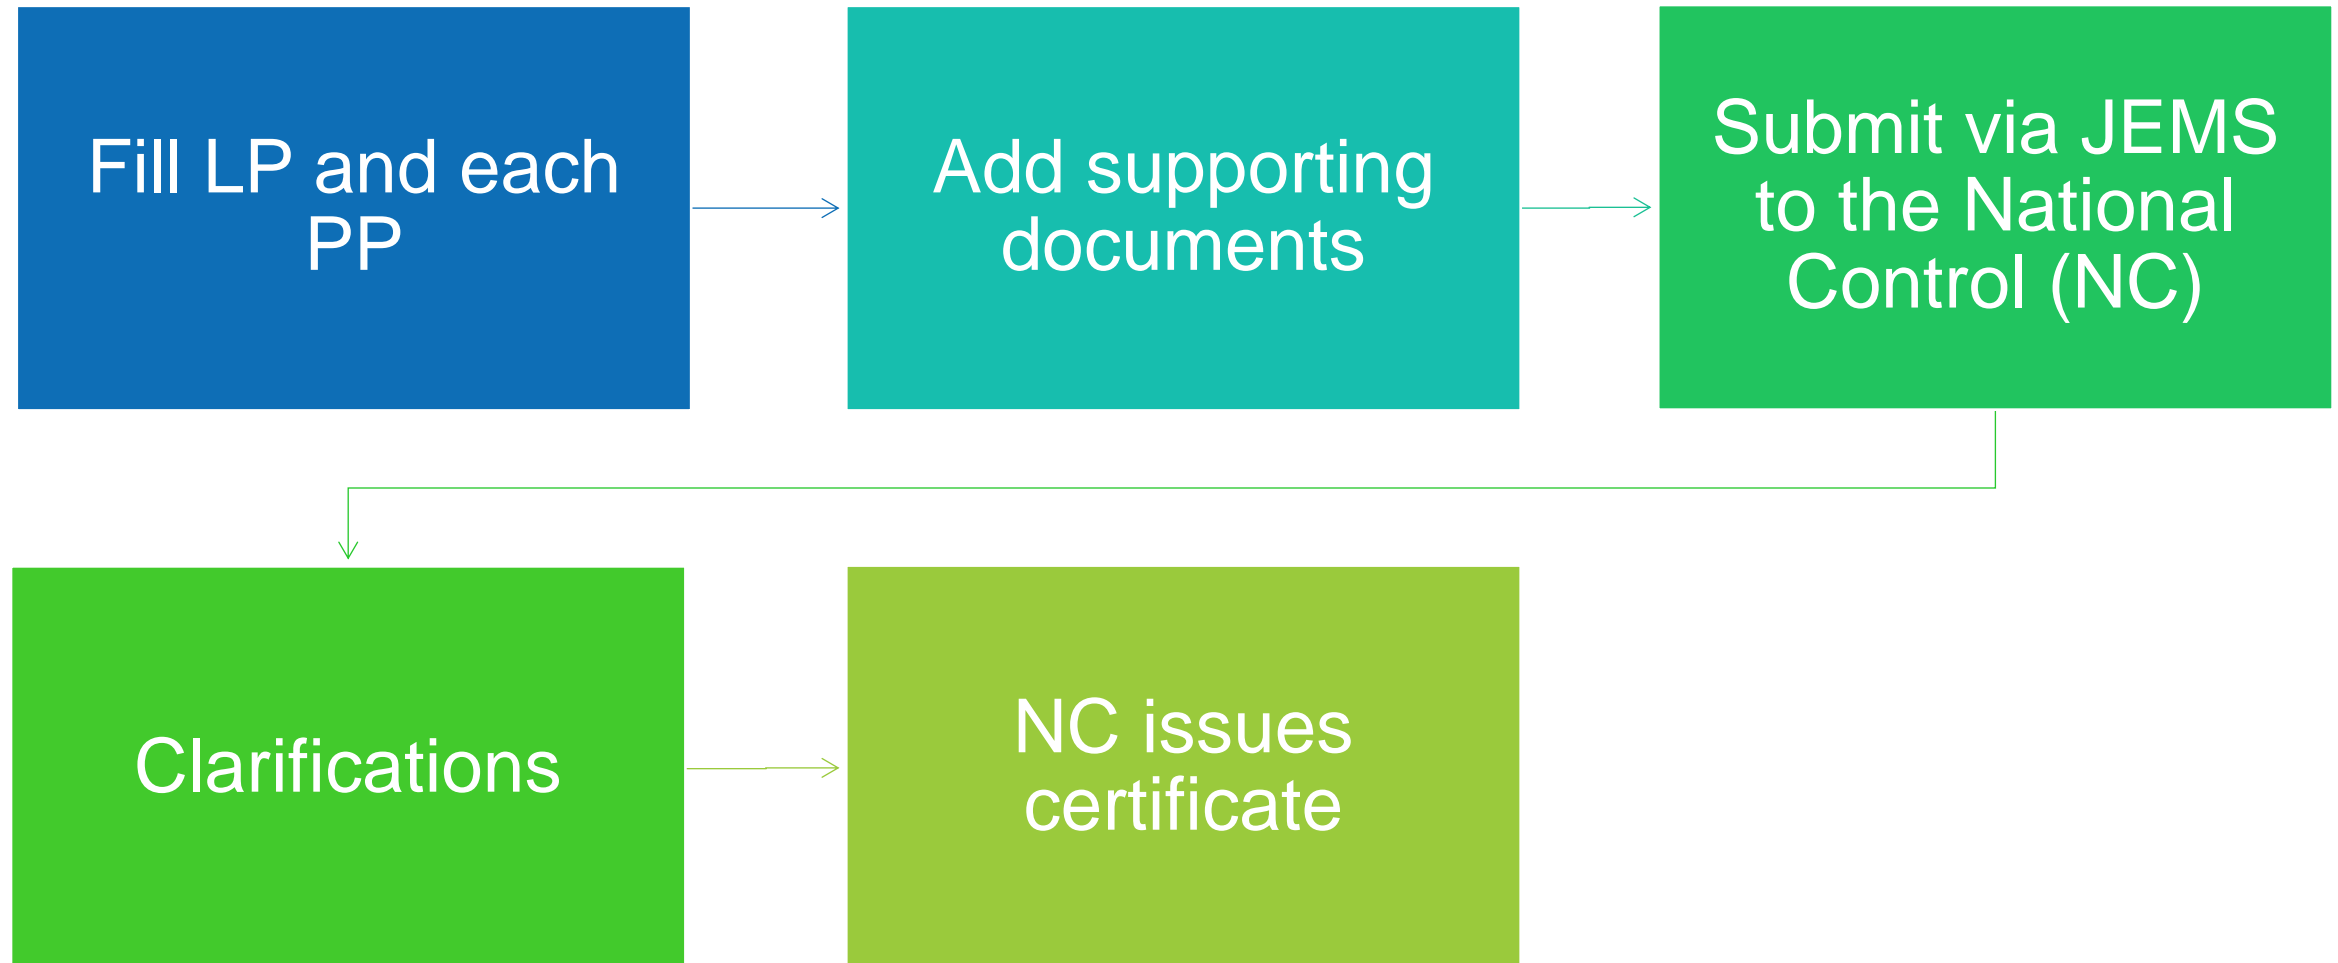 Fill LP and each
PP
Add supporting
documents
Submit via JEMS
to the National
Control (NC)
Clarifications
NC issues
certificate